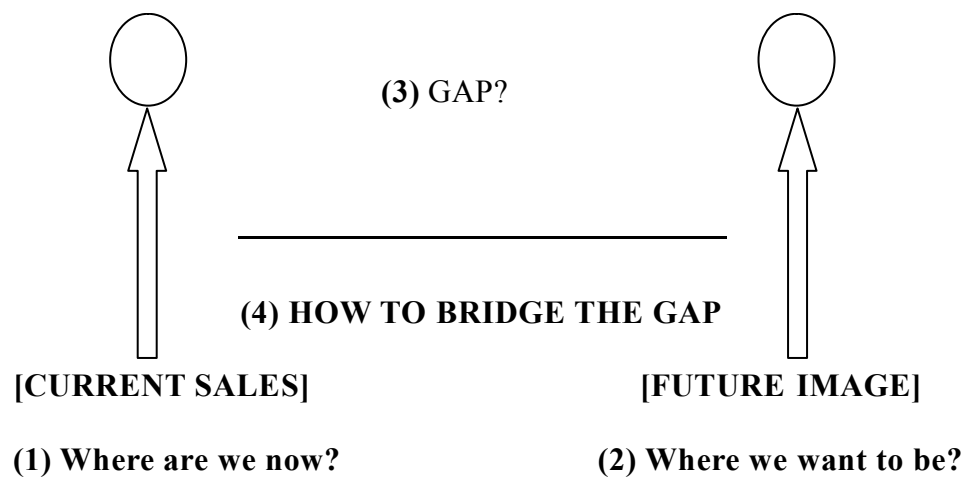 (3) GAP?
(4) HOW TO BRIDGE THE GAP
[CURRENT SALES] [FUTURE IMAGE]
(1) Where are we now? (2) Where we want to be?